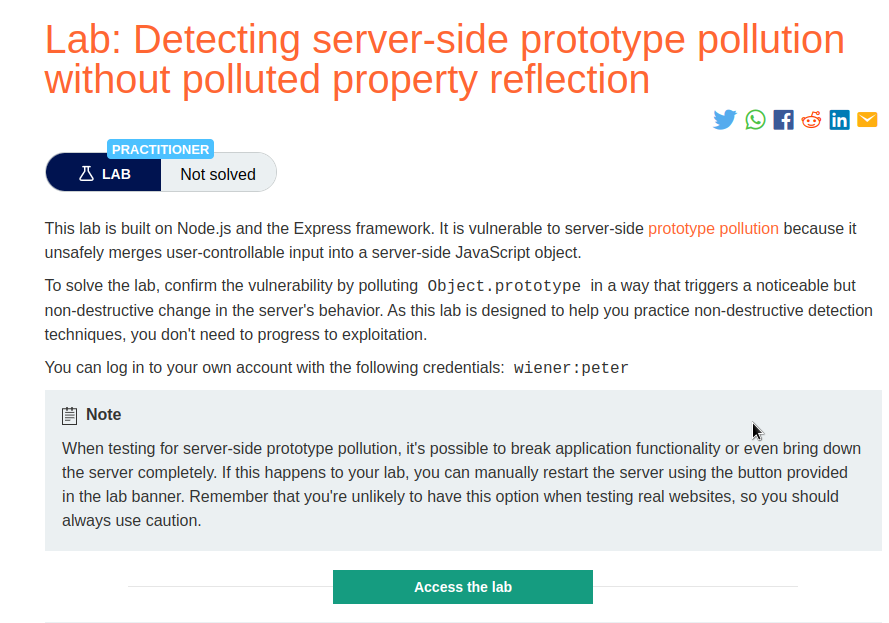 Lab: Detecting server-side prototype pollution
without polluted property reflection
PRACTITIONER
LAB
Not solved
This lab is built on Node.js and the Express framework. It is vulnerable to server-side prototype pollution because it
unsafely merges user-controllable input into a server-side JavaScript object.
To solve the lab, confirm the vulnerability by polluting Object.prototype in a way that triggers a noticeable but
non-destructive change in the server's behavior. As this lab is designed to help you practice non-destructive detection
techniques, you don't need to progress to exploitation.
You can log in to your own account with the following credentials: wiener:peter
Note
When testing for server-side prototype pollution, it's possible to break application functionality or even bring down
the server completely. If this happens to your lab, you can manually restart the server using the button provided
in the lab banner. Remember that you're unlikely to have this option when testing real websites, so you should
always use caution.
Access the lab